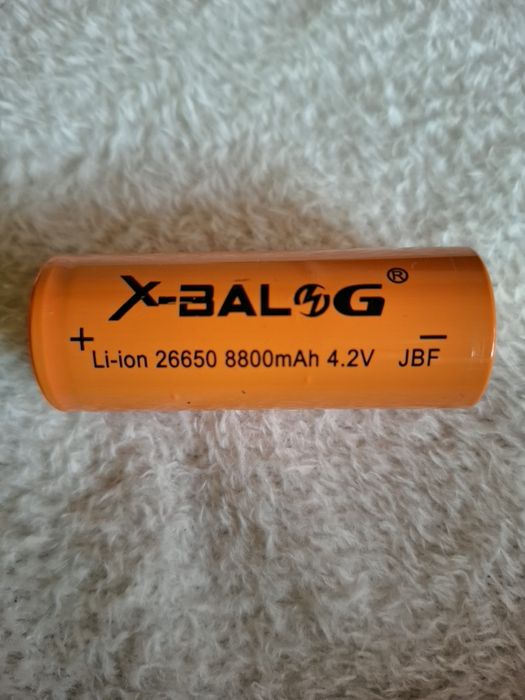 X-BALOG®
+ Li-ion 26650 8800mAh 4.2V JBF −